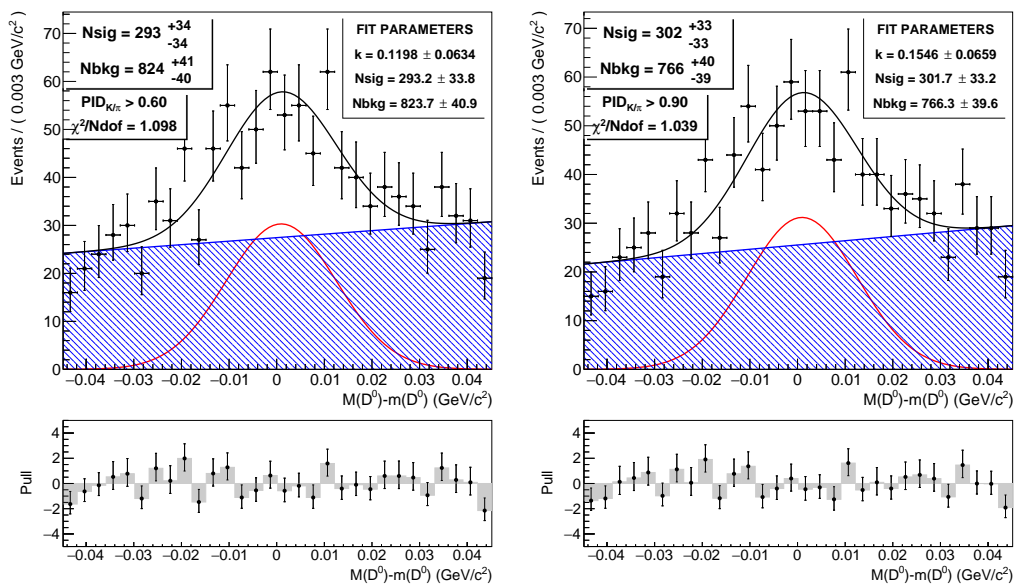 Nsig = 293 +34 -34
Nbkg = 824 +41 -40
PID K/π > 0.60
χ²/Ndof = 1.098
FIT PARAMETERS
k = 0.1198 ± 0.0634
Nsig = 293.2 ± 33.8
Nbkg = 823.7 ± 40.9
Events / ( 0.003 GeV/c² )
70
60
50
40
30
20
10
0
−0.04 −0.03 −0.02 −0.01 0 0.01 0.02 0.03 0.04
M(D⁰)-m(D⁰) (GeV/c²)
Pull
4
2
0
−2
−4
−0.04 −0.03 −0.02 −0.01 0 0.01 0.02 0.03 0.04
M(D⁰)-m(D⁰) (GeV/c²)
Nsig = 302 +33 -33
Nbkg = 766 +40 -39
PID K/π > 0.90
χ²/Ndof = 1.039
FIT PARAMETERS
k = 0.1546 ± 0.0659
Nsig = 301.7 ± 33.2
Nbkg = 766.3 ± 39.6
Events / ( 0.003 GeV/c² )
70
60
50
40
30
20
10
0
−0.04 −0.03 −0.02 −0.01 0 0.01 0.02 0.03 0.04
M(D⁰)-m(D⁰) (GeV/c²)
Pull
4
2
0
−2
−4
−0.04 −0.03 −0.02 −0.01 0 0.01 0.02 0.03 0.04
M(D⁰)-m(D⁰) (GeV/c²)